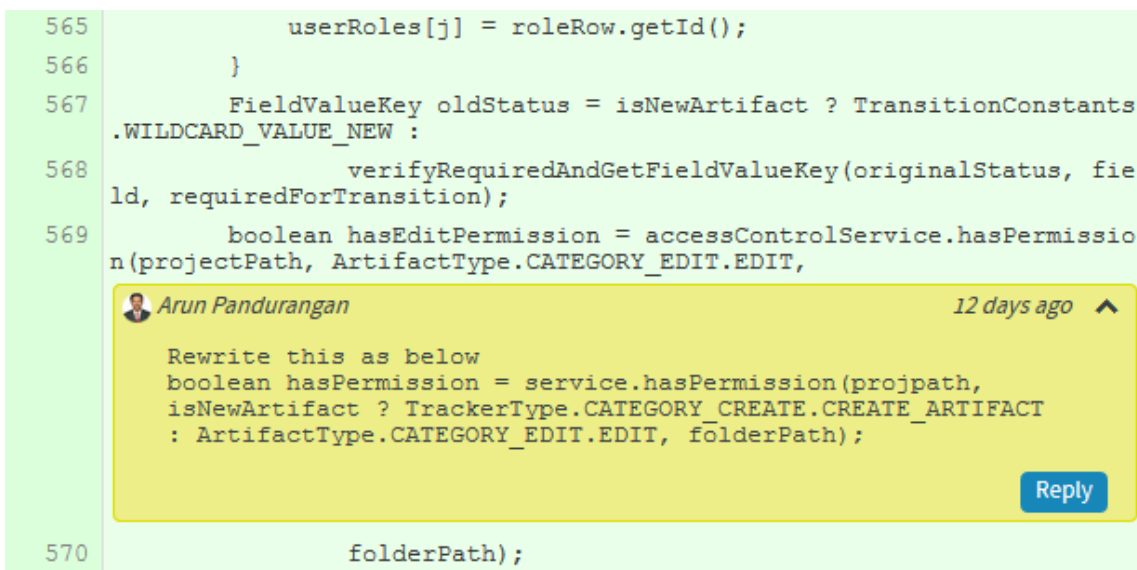 565 userRoles[j] = roleRow.getId();
566 }
567 FieldValueKey oldStatus = isNewArtifact ? TransitionConstants
.WILDCARD_VALUE_NEW :
568 verifyRequiredAndGetFieldValueKey(originalStatus, fie
ld, requiredForTransition);
569 boolean hasEditPermission = accessControlService.hasPermissio
n(projectPath, ArtifactType.CATEGORY_EDIT.EDIT,
Arun Pandurangan 12 days ago
Rewrite this as below
boolean hasPermission = service.hasPermission(projpath,
isNewArtifact ? TrackerType.CATEGORY_CREATE.CREATE_ARTIFACT
: ArtifactType.CATEGORY_EDIT.EDIT, folderPath);
Reply
570 folderPath);